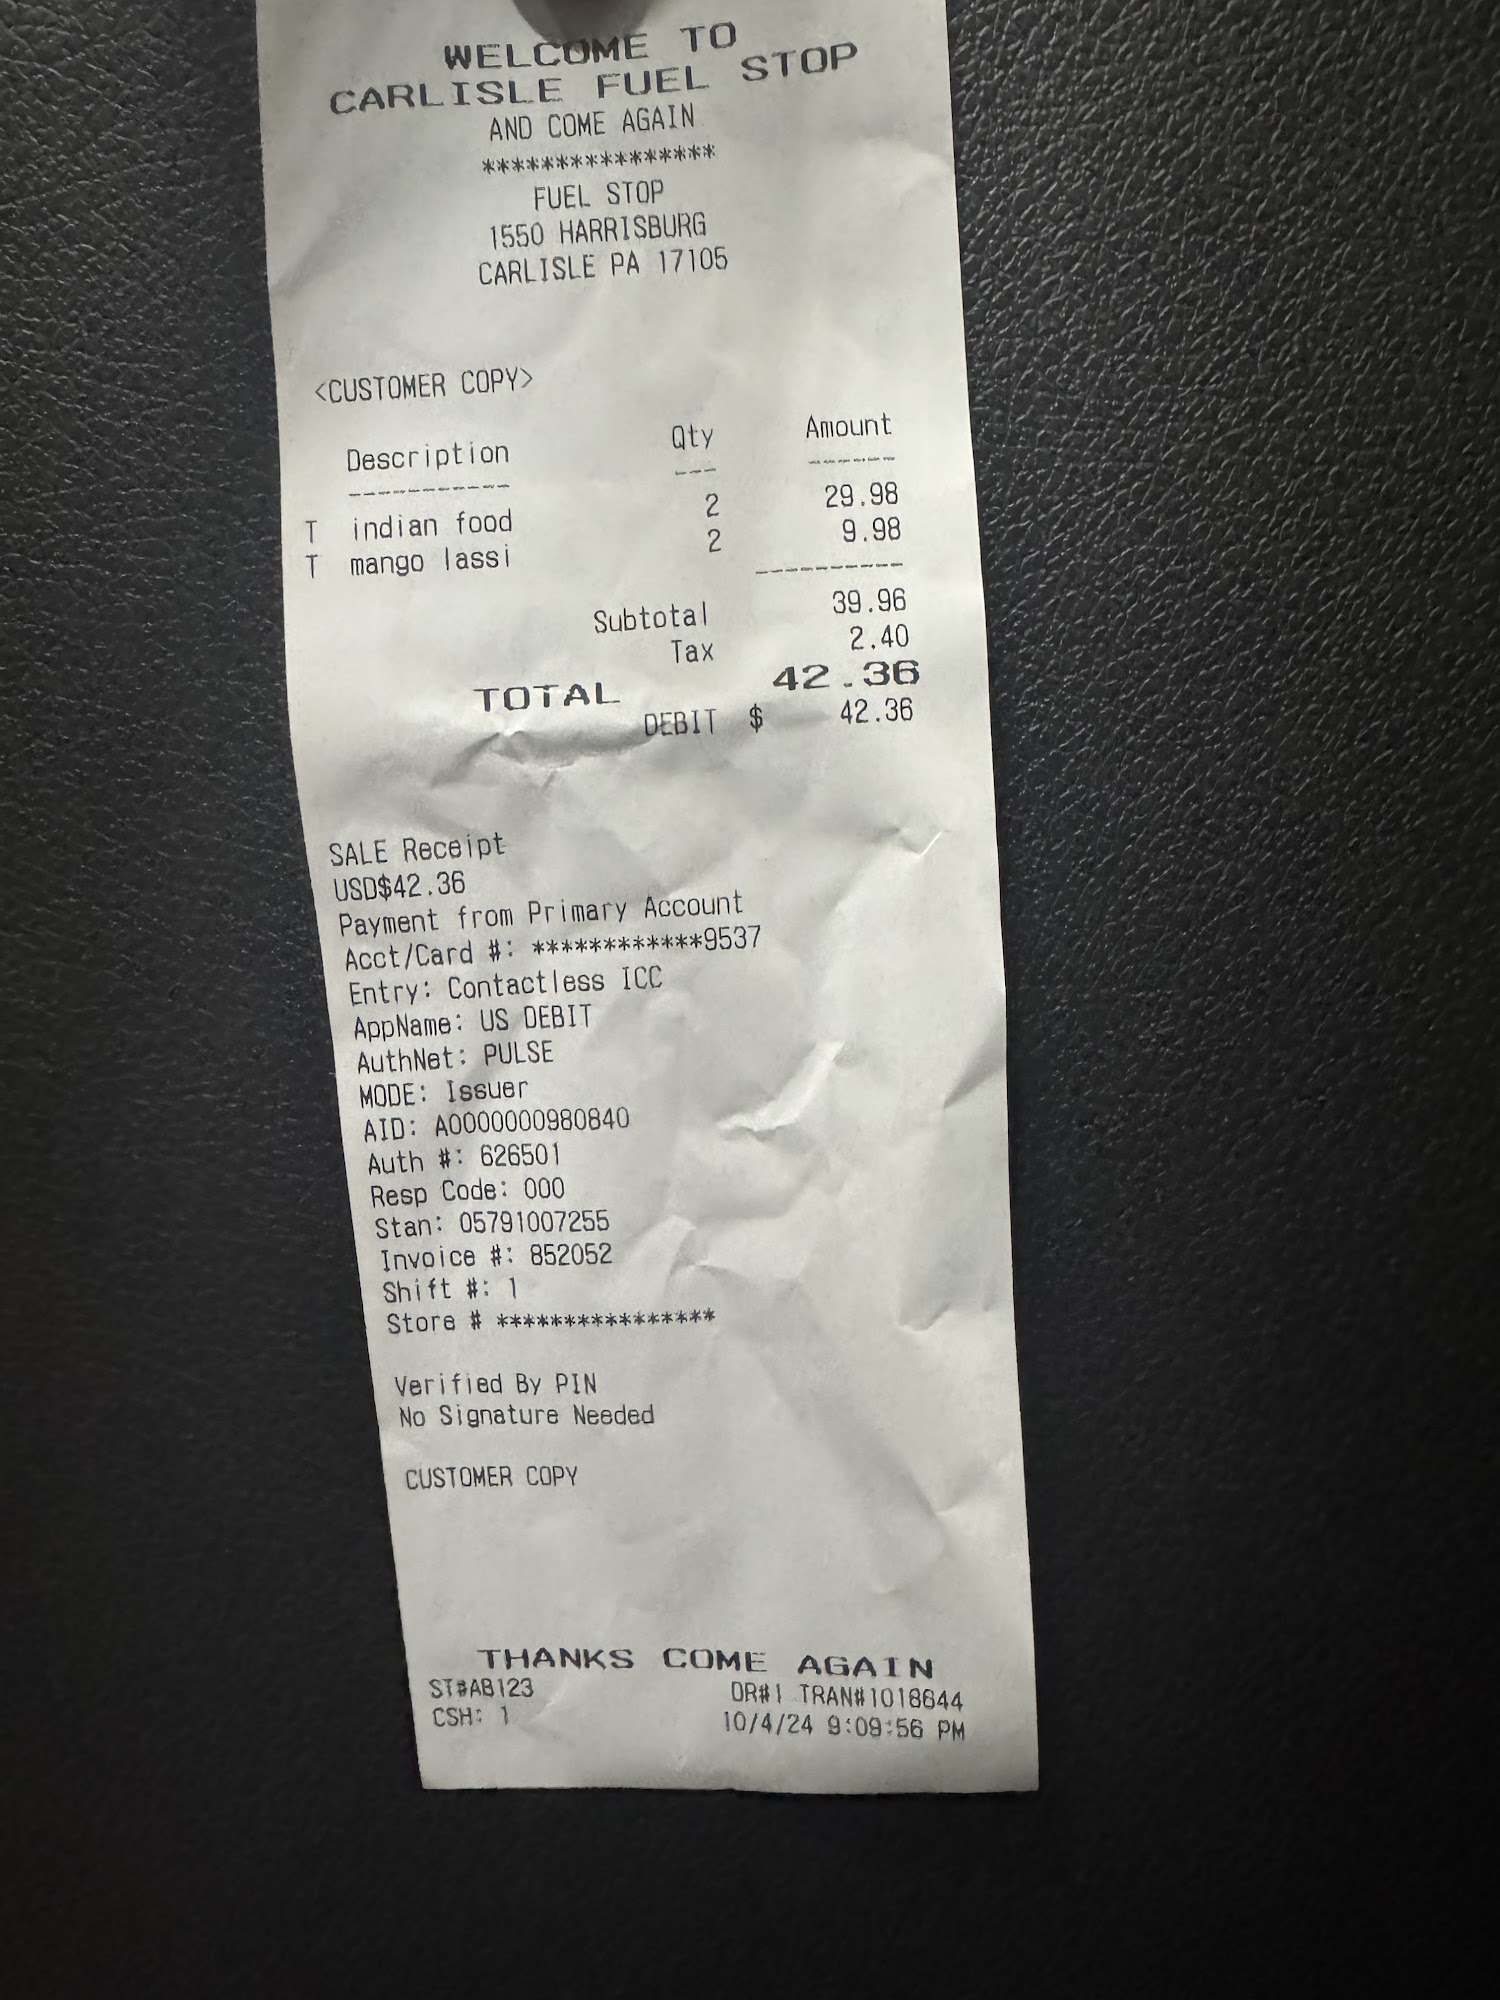 WELCOME TO
CARLISLE FUEL STOP
AND COME AGAIN
****************
FUEL STOP
1550 HARRISBURG
CARLISLE PA 17105
<CUSTOMER COPY>
Description Qty Amount
----------- --- ------
T indian food 2 29.98
T mango lassi 2 9.98
----------
Subtotal 39.96
Tax 2.40
TOTAL 42.36
DEBIT $ 42.36
SALE Receipt
USD$42.36
Payment from Primary Account
Acct/Card #: ************9537
Entry: Contactless ICC
AppName: US DEBIT
AuthNet: PULSE
MODE: Issuer
AID: A0000000980840
Auth #: 626501
Resp Code: 000
Stan: 05791007255
Invoice #: 852052
Shift #: 1
Store # ****************
Verified By PIN
No Signature Needed
CUSTOMER COPY
THANKS COME AGAIN
ST#AB123 DR#1 TRAN#1018644
CSH: 1 10/4/24 9:09:56 PM